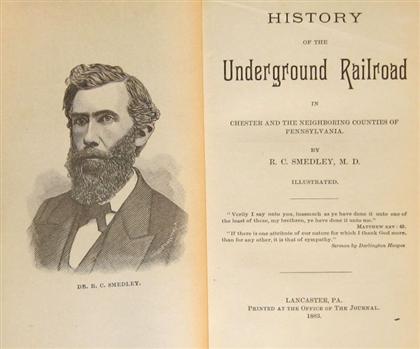 DR. R. C. SMEDLEY.
HISTORY
OF THE
Underground Railroad
IN
CHESTER AND THE NEIGHBORING COUNTIES OF
PENNSYLVANIA.
BY
R. C. SMEDLEY, M. D.
ILLUSTRATED.
"Verily I say unto you, inasmuch as ye have done it unto one
of the least of these, my brethren, ye have done it unto me."
MATTHEW XXV: 40.
"If there is one attribute of our nature for which I thank God more,
than for any other, it is that of sympathy."
Sermon by Darlington Hoopes
LANCASTER, PA.
PRINTED AT THE OFFICE OF THE JOURNAL.
1883.